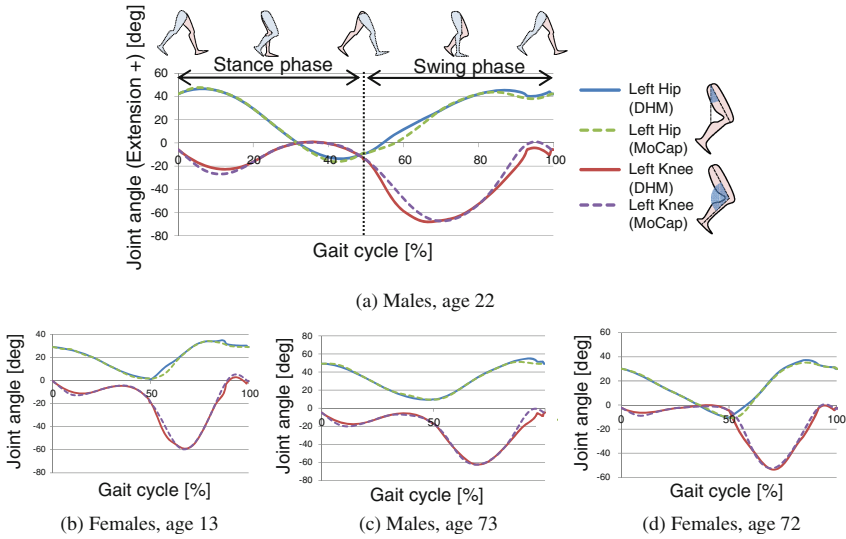 Joint angle (Extension +) [deg]
Stance phase
Swing phase
60
40
20
0
-20
-40
-60
-80
0
20
40
60
80
100
Gait cycle [%]
Left Hip
(DHM)
Left Hip
(MoCap)
Left Knee
(DHM)
Left Knee
(MoCap)
(a) Males, age 22
Joint angle [deg]
40
20
0
-20
-40
-60
-80
0
50
100
Gait cycle [%]
(b) Females, age 13
Joint angle [deg]
80
60
40
20
0
-20
-40
-60
-80
0
50
Gait cycle [%]
(c) Males, age 73
Joint angle [deg]
60
40
20
0
-20
-40
-60
0
50
100
Gait cycle [%]
(d) Females, age 72